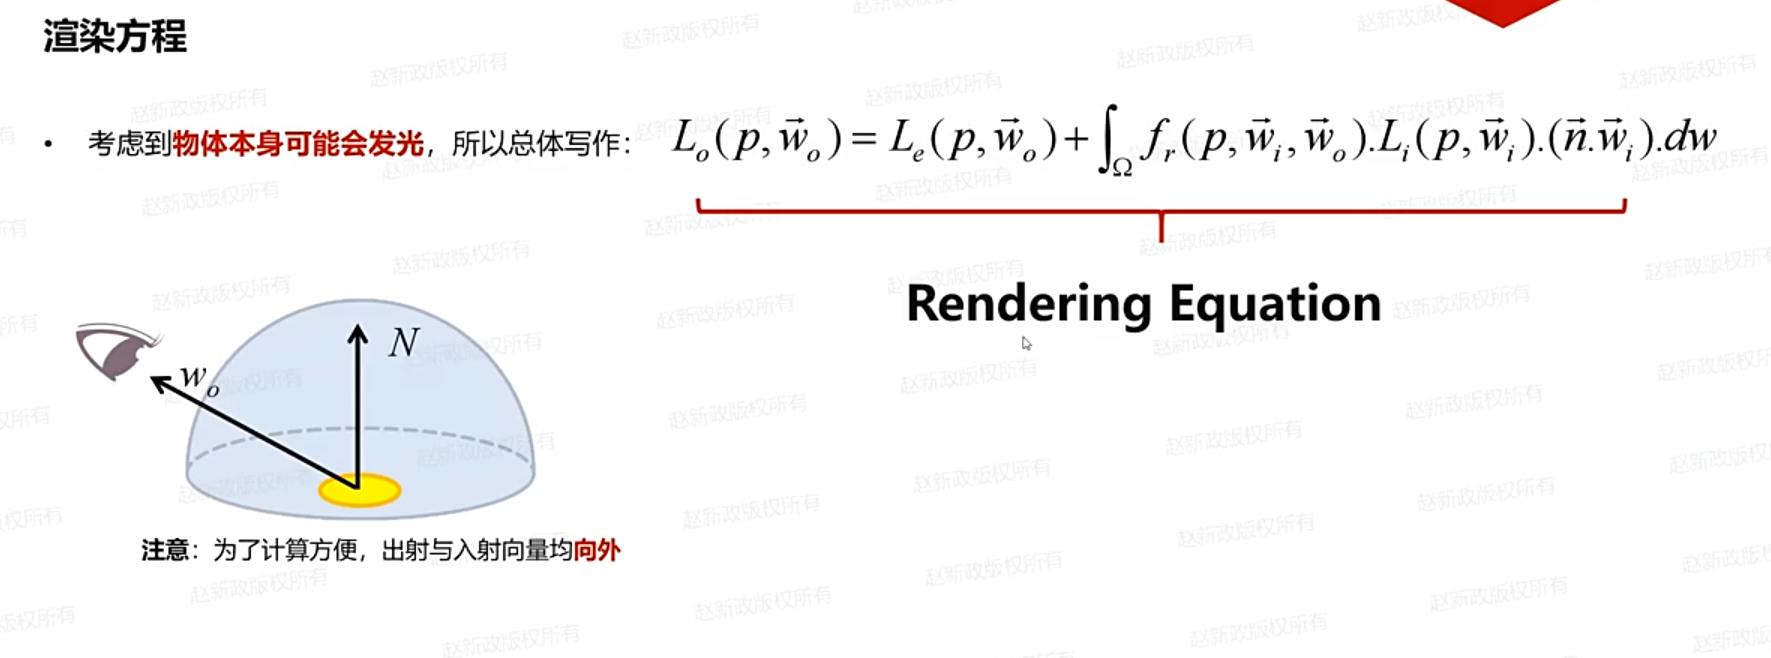 渲染方程
• 考虑到物体本身可能会发光，所以总体写作： L_o(p, \vec{w}_o) = L_e(p, \vec{w}_o) + \int_Ω f_r(p, \vec{w}_i, \vec{w}_o).L_i(p, \vec{w}_i).(\vec{n}.\vec{w}_i).dw
Rendering Equation
N
w_o
注意：为了计算方便，出射与入射向量均向外
赵新政版权所有